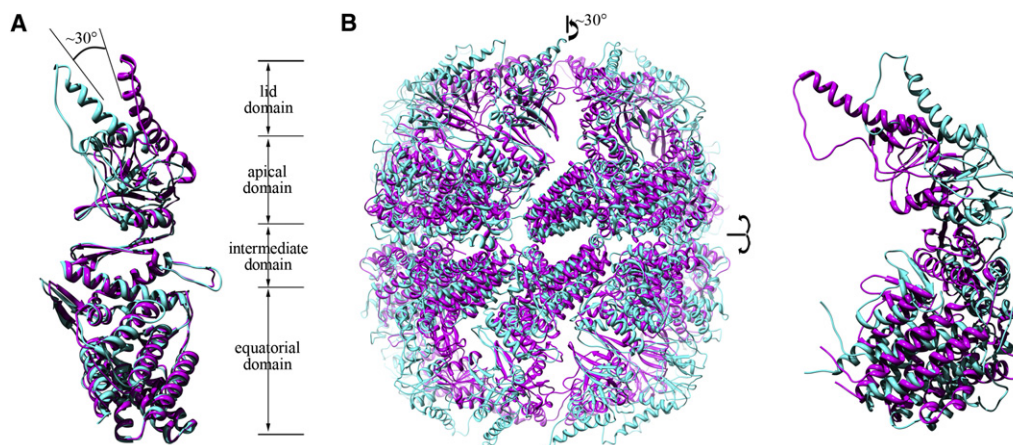 A
~30°
lid
domain
apical
domain
intermediate
domain
equatorial
domain
B
~30°